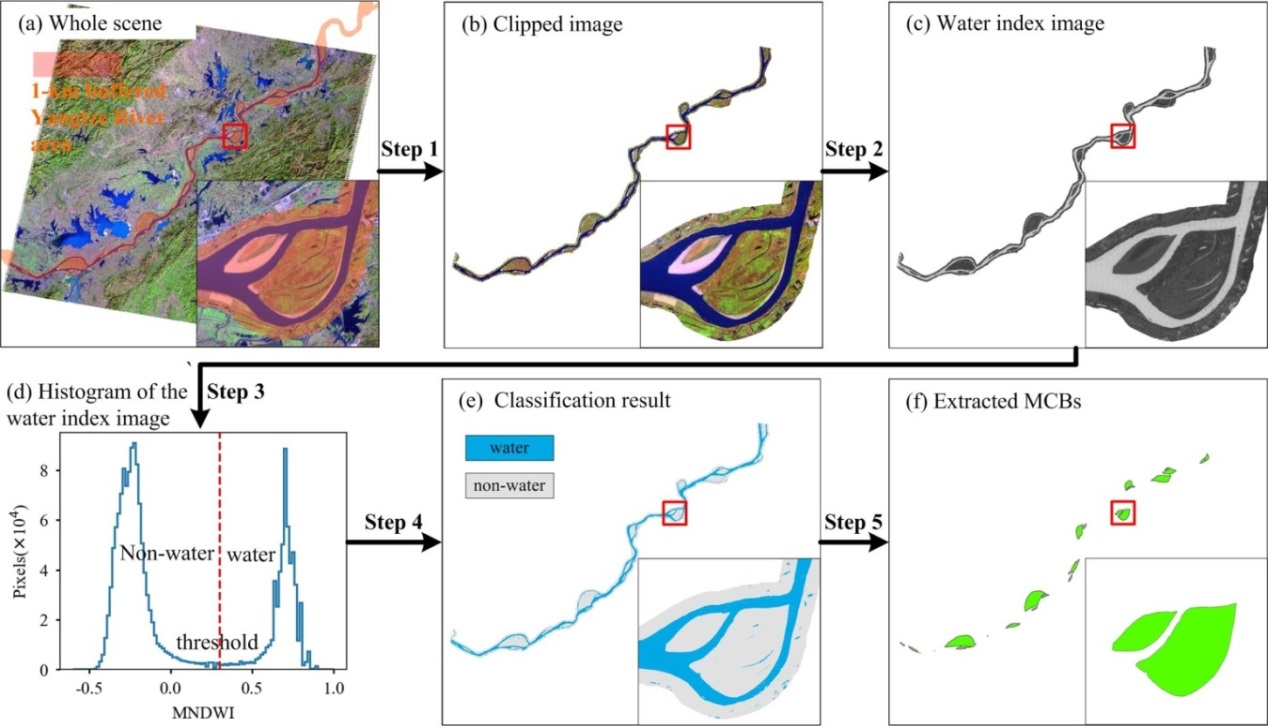 (a) Whole scene
1-km buffered
Yangtze River
area
Step 1
(b) Clipped image
Step 2
(c) Water index image
(d) Histogram of the
water index image
Step 3
Pixels(×10⁴)
8
6
4
2
0
Non-water
water
threshold
-0.5
0.0
0.5
1.0
MNDWI
Step 4
(e) Classification result
water
non-water
Step 5
(f) Extracted MCBs